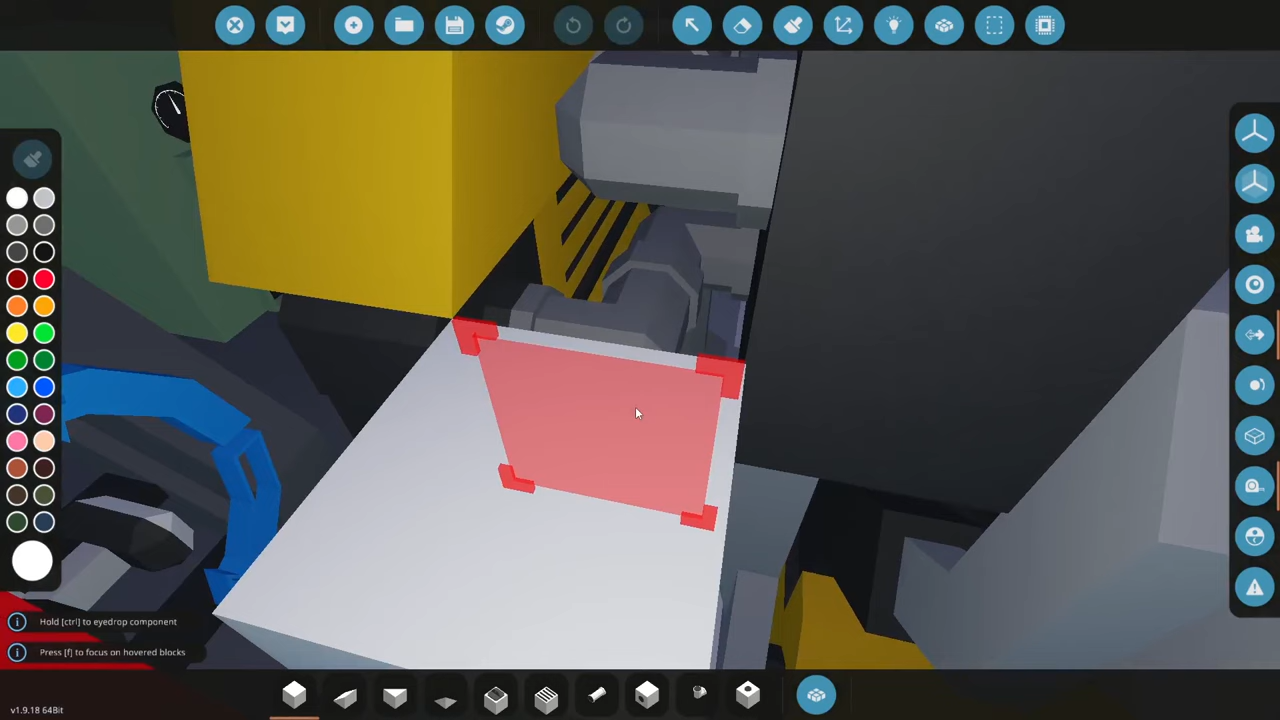 Hold [ctrl] to eyedrop component
Press [f] to focus on hovered blocks
v1.9.18 64Bit